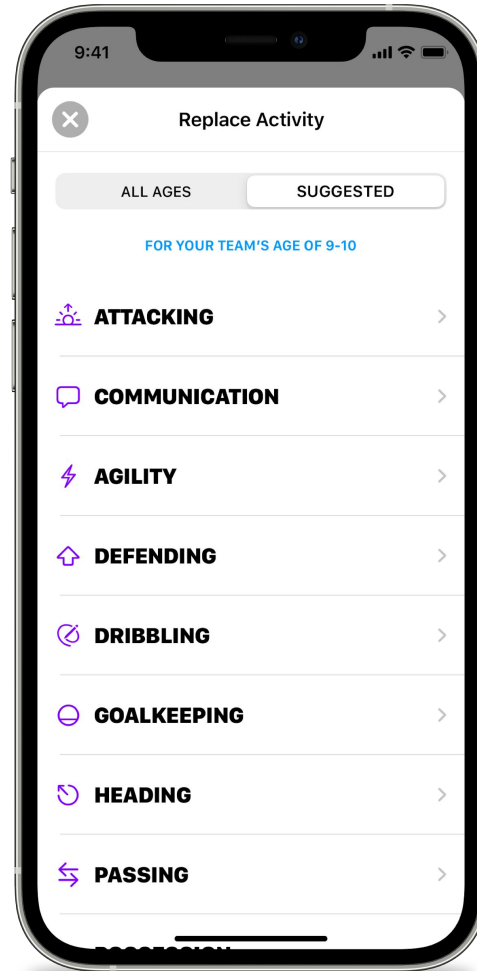 9:41
Replace Activity
ALL AGES
SUGGESTED
FOR YOUR TEAM'S AGE OF 9-10
ATTACKING
COMMUNICATION
AGILITY
DEFENDING
DRIBBLING
GOALKEEPING
HEADING
PASSING
POSSESSION